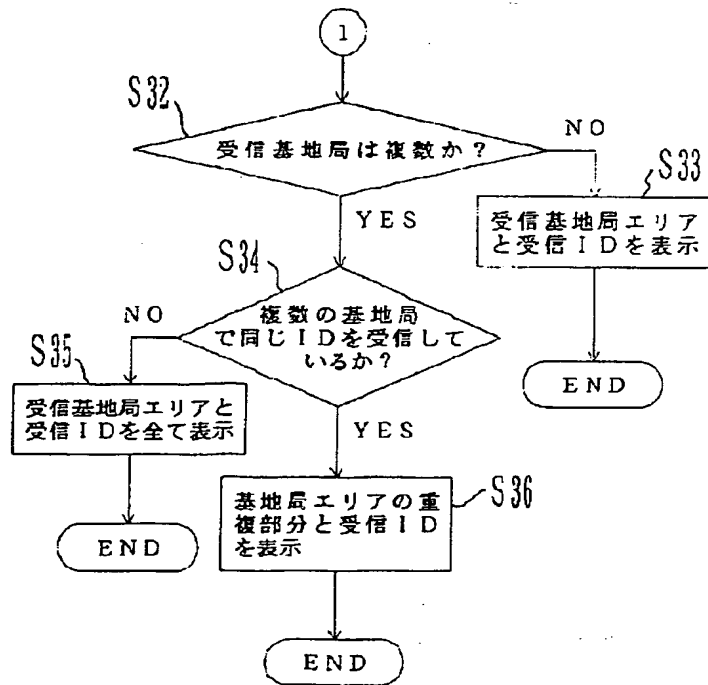 1
S32
受信基地局は複数か？
NO
S33
受信基地局エリア
と受信IDを表示
YES
END
S34
複数の基地局
で同じIDを受信して
いるか？
NO
S35
受信基地局エリアと
受信IDを全て表示
END
YES
S36
基地局エリアの重
複部分と受信ID
を表示
END